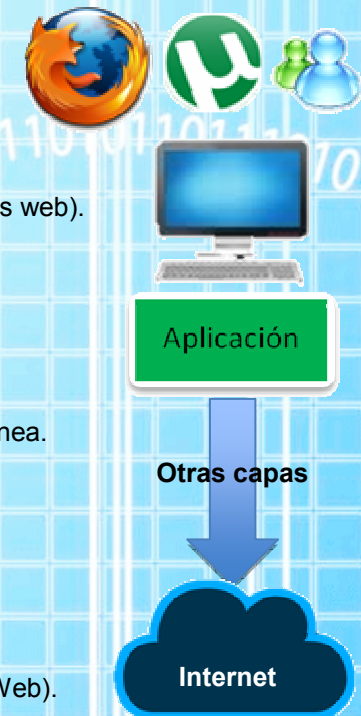 s web).
Aplicación
nea.
Otras capas
Internet
Web).